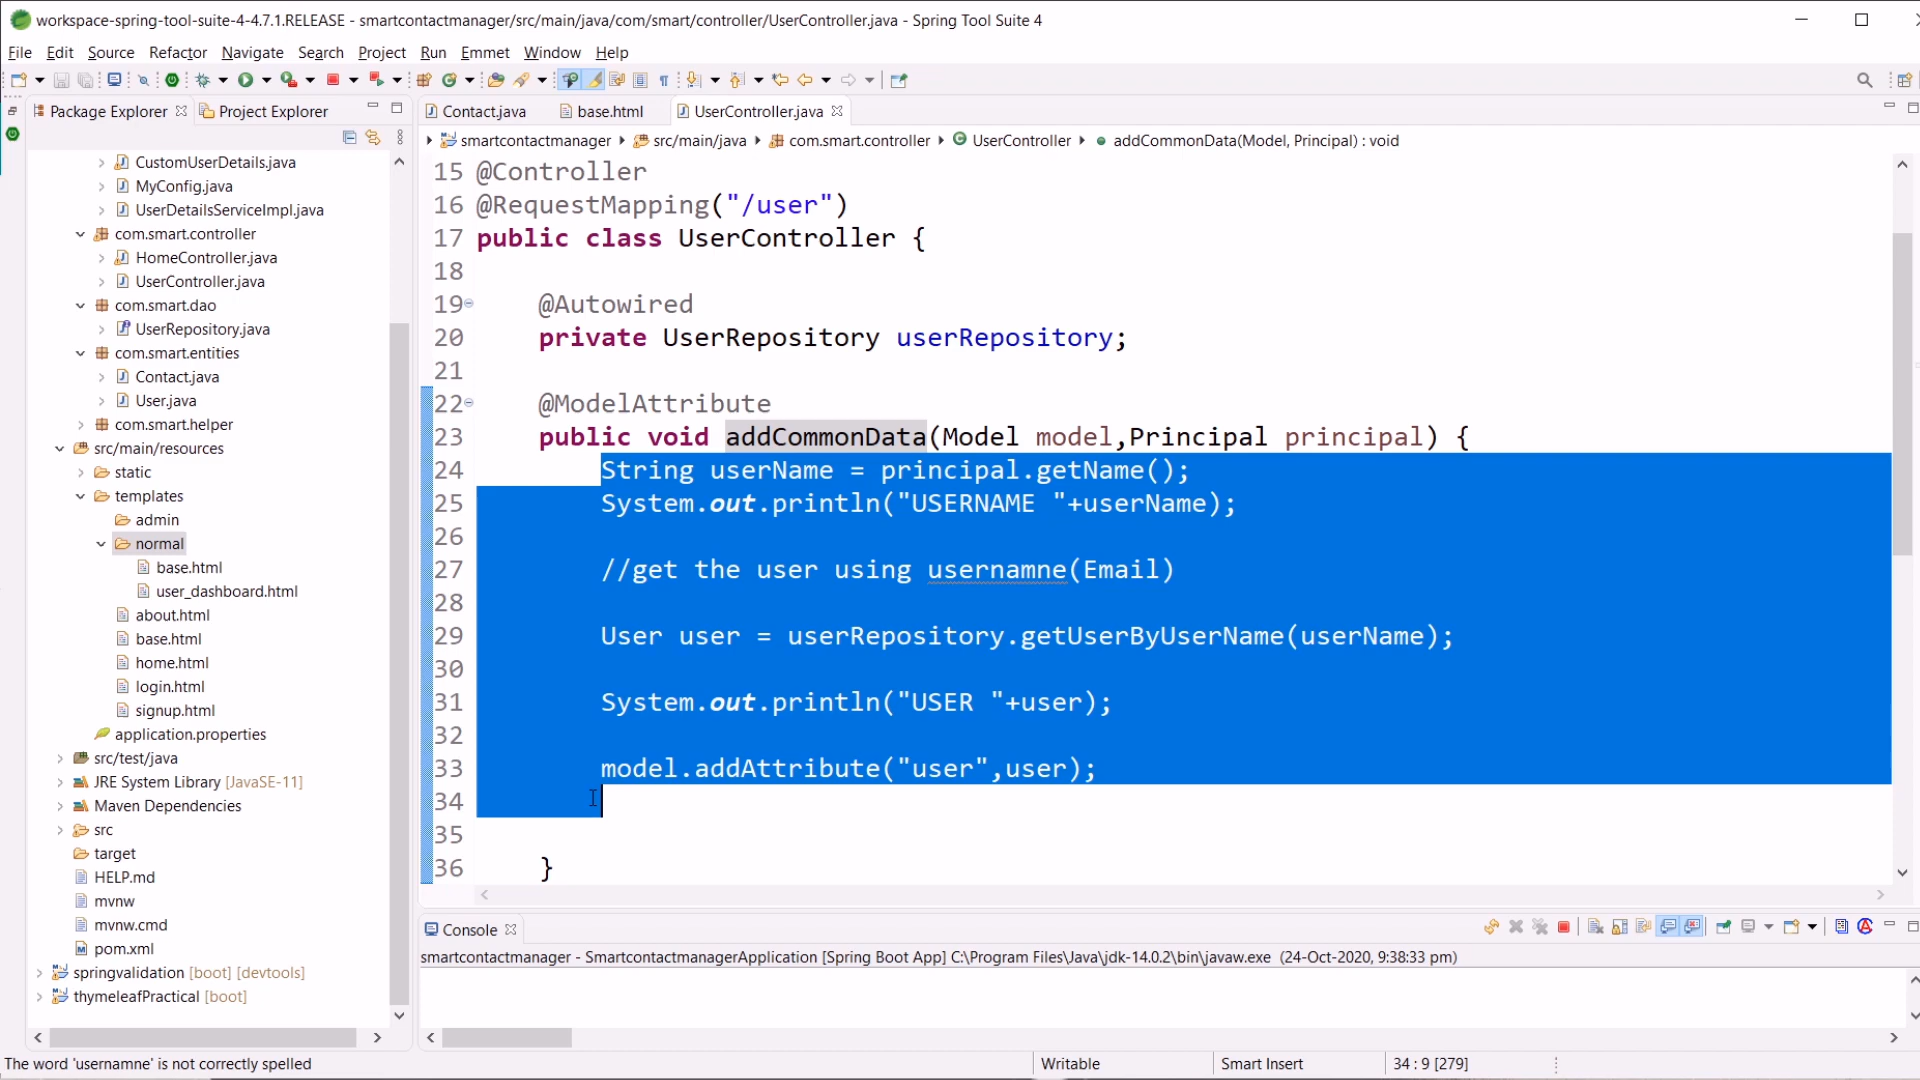 workspace-spring-tool-suite-4-4.7.1.RELEASE - smartcontactmanager/src/main/java/com/smart/controller/UserController.java - Spring Tool Suite 4
File Edit Source Refactor Navigate Search Project Run Emmet Window Help
Package Explorer Project Explorer
CustomUserDetails.java
MyConfig.java
UserDetailsServiceImpl.java
com.smart.controller
HomeController.java
UserController.java
com.smart.dao
UserRepository.java
com.smart.entities
Contact.java
User.java
com.smart.helper
src/main/resources
static
templates
admin
normal
base.html
user_dashboard.html
about.html
base.html
home.html
login.html
signup.html
application.properties
src/test/java
JRE System Library [JavaSE-11]
Maven Dependencies
src
target
HELP.md
mvnw
mvnw.cmd
pom.xml
springvalidation [boot] [devtools]
thymeleafPractical [boot]
Contact.java base.html UserController.java
smartcontactmanager src/main/java com.smart.controller UserController addCommonData(Model, Principal) : void
15 @Controller
16 @RequestMapping("/user")
17 public class UserController {
18
19 @Autowired
20 private UserRepository userRepository;
21
22 @ModelAttribute
23 public void addCommonData(Model model,Principal principal) {
24 String userName = principal.getName();
25 System.out.println("USERNAME "+userName);
26
27 //get the user using usernamne(Email)
28
29 User user = userRepository.getUserByUserName(userName);
30
31 System.out.println("USER "+user);
32
33 model.addAttribute("user",user);
34
35
36 }
Console
smartcontactmanager - SmartcontactmanagerApplication [Spring Boot App] C:\Program Files\Java\jdk-14.0.2\bin\javaw.exe (24-Oct-2020, 9:38:33 pm)
The word 'usernamne' is not correctly spelled Writable Smart Insert 34 : 9 [279]